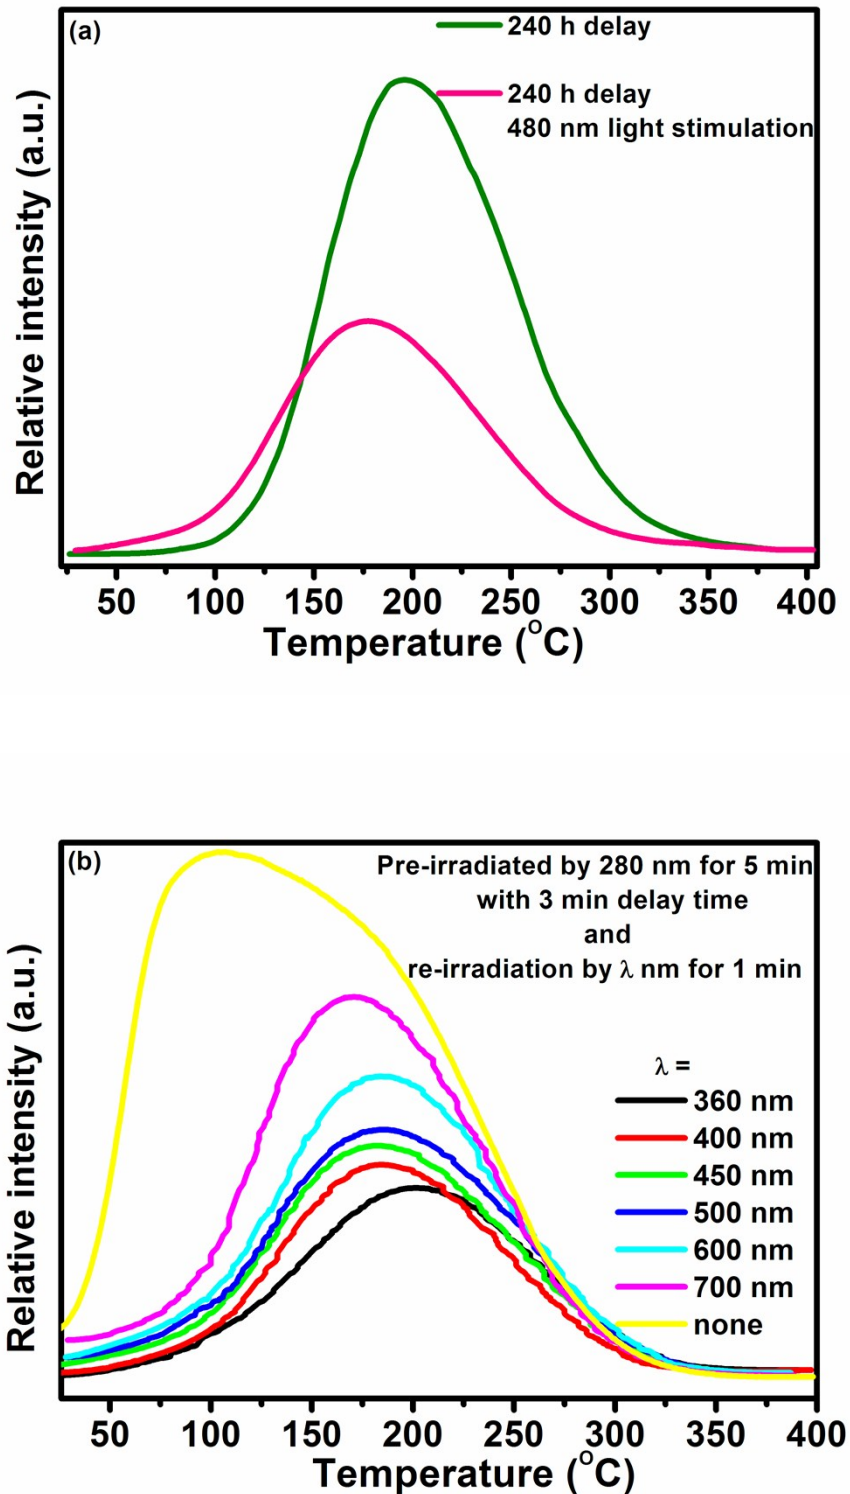 (a)
240 h delay
240 h delay
480 nm light stimulation
Relative intensity (a.u.)
50 100 150 200 250 300 350 400
Temperature (°C)
(b)
Pre-irradiated by 280 nm for 5 min
with 3 min delay time
and
re-irradiation by λ nm for 1 min
λ =
360 nm
400 nm
450 nm
500 nm
600 nm
700 nm
none
Relative intensity (a.u.)
50 100 150 200 250 300 350 400
Temperature (°C)